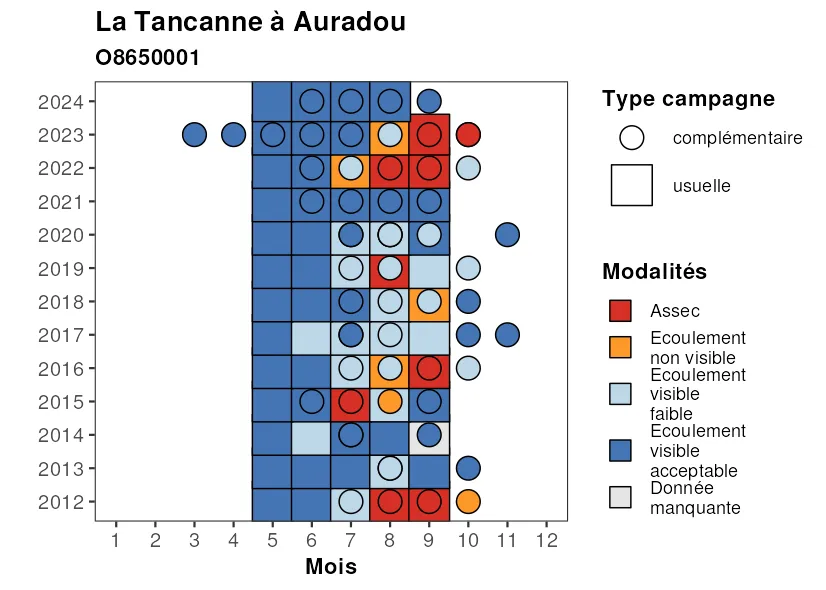 La Tancanne à Auradou
O8650001
2024
2023
2022
2021
2020
2019
2018
2017
2016
2015
2014
2013
2012
1 2 3 4 5 6 7 8 9 10 11 12
Mois
Type campagne
complémentaire
usuelle
Modalités
Assec
Ecoulement
non visible
Ecoulement
visible
faible
Ecoulement
visible
acceptable
Donnée
manquante